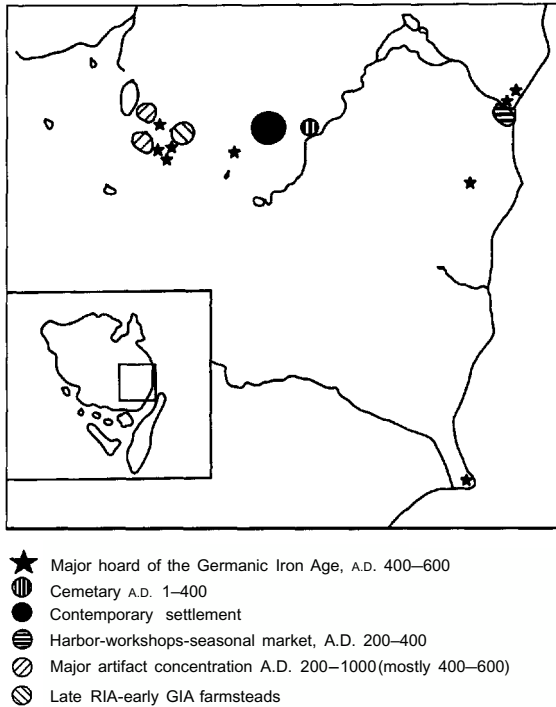 Major hoard of the Germanic Iron Age, A.D. 400–600
Cemetary A.D. 1–400
Contemporary settlement
Harbor-workshops-seasonal market, A.D. 200–400
Major artifact concentration A.D. 200–1000(mostly 400–600)
Late RIA-early GIA farmsteads